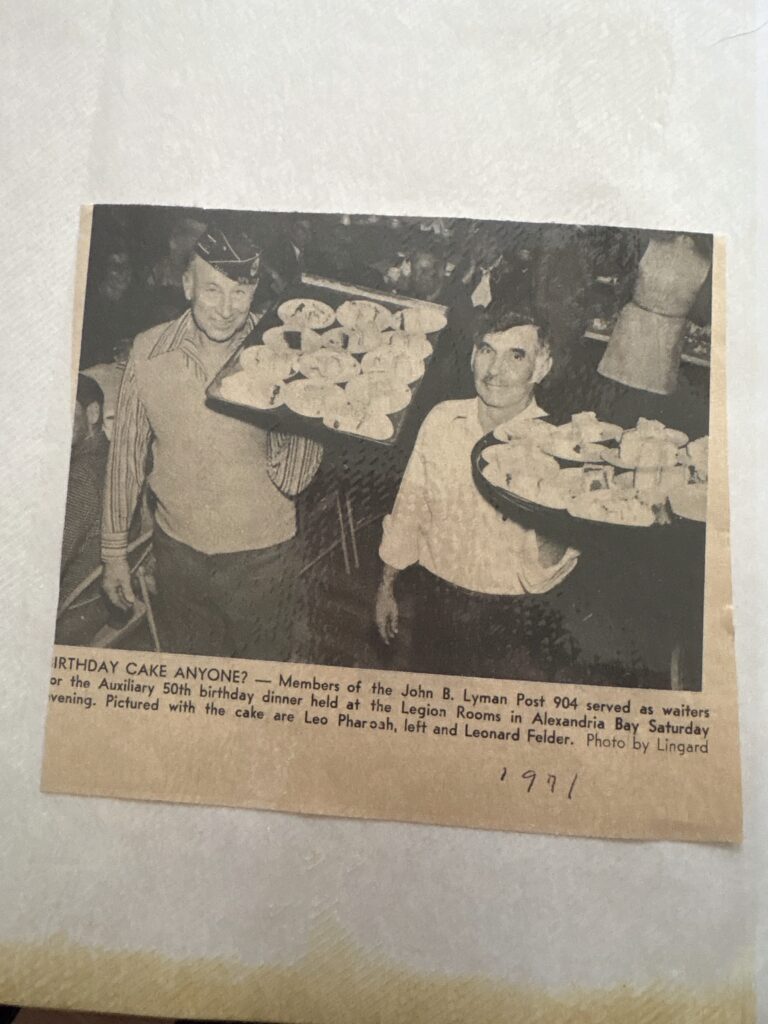 IRTHDAY CAKE ANYONE? — Members of the John B. Lyman Post 904 served as waiters
or the Auxiliary 50th birthday dinner held at the Legion Rooms in Alexandria Bay Saturday
vening. Pictured with the cake are Leo Pharoah, left and Leonard Felder. Photo by Lingard
1971